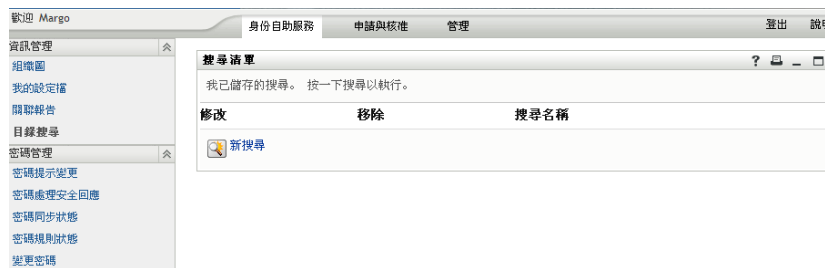 歡迎 Margo
身份自助服務 申請與核准 管理 登出
資訊管理
組織圖
我的設定檔
關聯報告
目錄搜尋
密碼管理
密碼提示變更
密碼處理安全回應
密碼同步狀態
密碼規則狀態
變更密碼
搜尋清單 ?
我已儲存的搜尋。 按一下搜尋以執行。
修改 移除 搜尋名稱
新搜尋